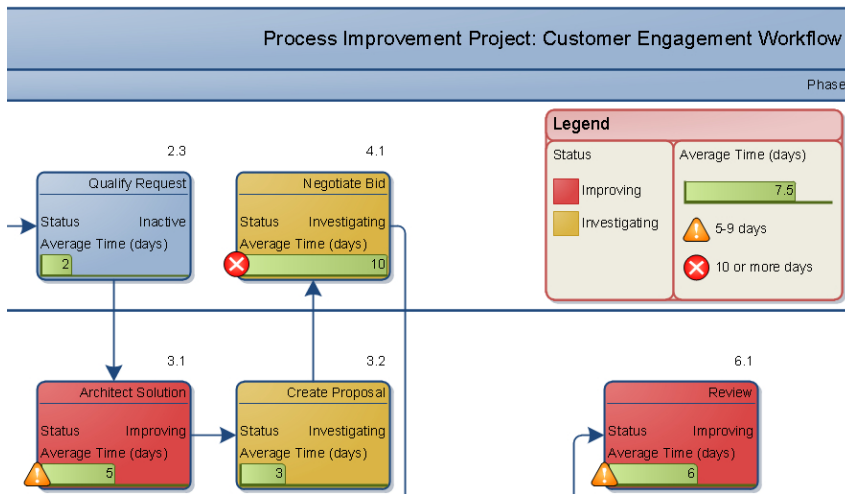 Process Improvement Project: Customer Engagement Workflow
Phase
Legend
Status
Improving
Investigating
Average Time (days)
7.5
5-9 days
10 or more days
2.3
Qualify Request
Status Inactive
Average Time (days)
2
4.1
Negotiate Bid
Status Investigating
Average Time (days)
10
3.1
Architect Solution
Status Improving
Average Time (days)
5
3.2
Create Proposal
Status Investigating
Average Time (days)
3
6.1
Review
Status Improving
Average Time (days)
6